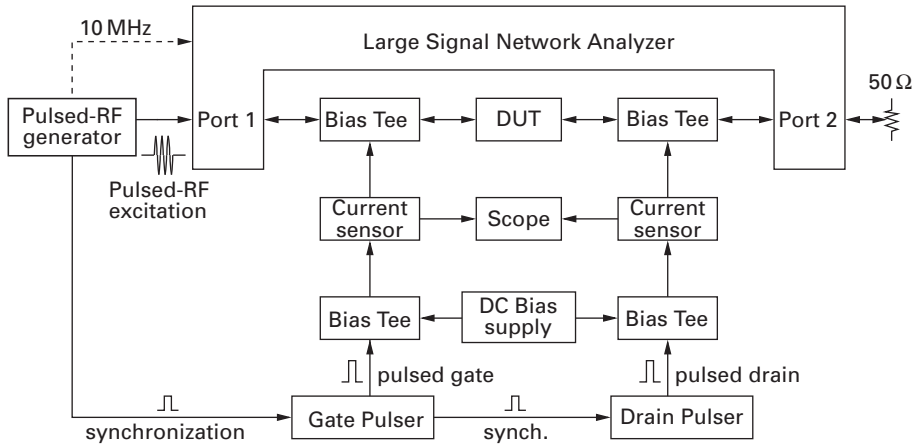 10 MHz
Large Signal Network Analyzer
50 Ω
Pulsed-RF
generator
Port 1
Bias Tee
DUT
Bias Tee
Port 2
Pulsed-RF
excitation
Current
sensor
Scope
Current
sensor
Bias Tee
DC Bias
supply
Bias Tee
pulsed gate
pulsed drain
Gate Pulser
Drain Pulser
synchronization
synch.